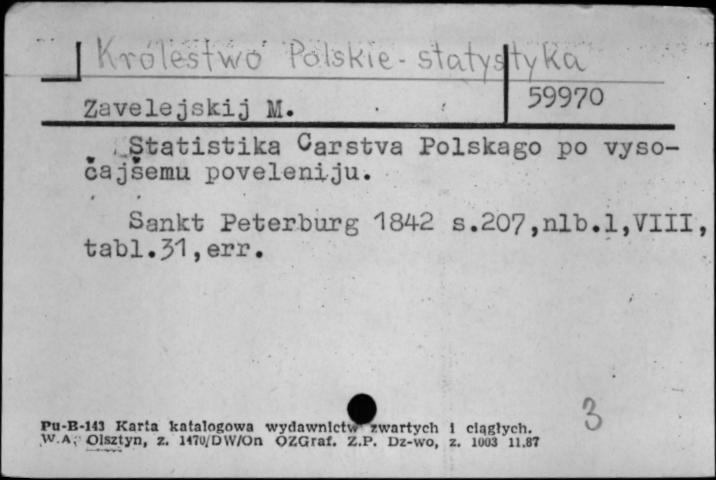 Królestwo Polskie - statystyka
Zavelejskij M.
59970
Statistika Carstva Polskago po vyso-
čajšemu poveleniju.
Sankt Peterburg 1842 s.207,nlb.1,VIII,
tabl.31,err.
3
Pu-B-143 Karta katalogowa wydawnictw zwartych i ciągłych.
W.A. Olsztyn, z. 1470/DW/On OZGraf. Z.P. Dz-wo, z. 1003 11.87